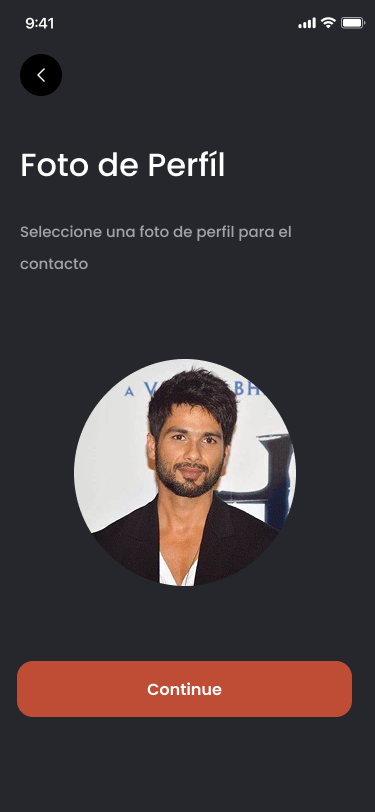 9:41
Foto de Perfíl
Seleccione una foto de perfil para el
contacto
A V
BH
Continue